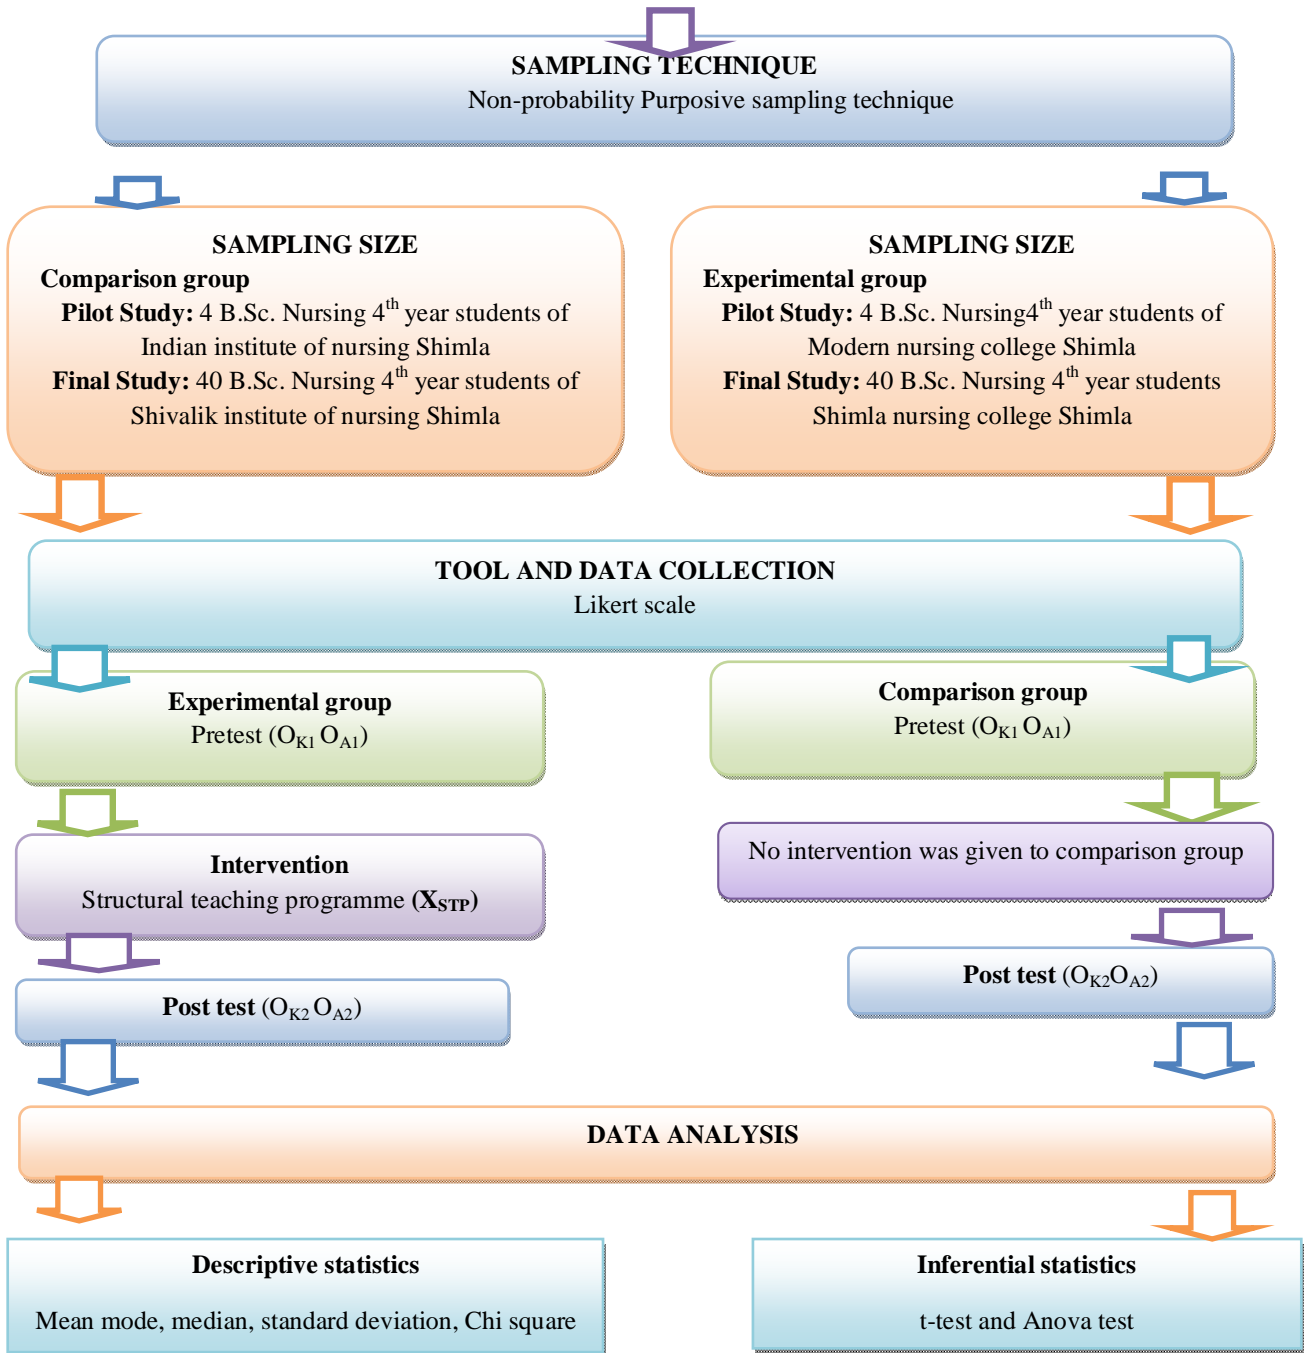 SAMPLING TECHNIQUE
Non-probability Purposive sampling technique
SAMPLING SIZE
Comparison group
Pilot Study: 4 B.Sc. Nursing 4th year students of
Indian institute of nursing Shimla
Final Study: 40 B.Sc. Nursing 4th year students of
Shivalik institute of nursing Shimla
SAMPLING SIZE
Experimental group
Pilot Study: 4 B.Sc. Nursing4th year students of
Modern nursing college Shimla
Final Study: 40 B.Sc. Nursing 4th year students
Shimla nursing college Shimla
TOOL AND DATA COLLECTION
Likert scale
Experimental group
Pretest (OK1 OA1)
Comparison group
Pretest (OK1 OA1)
Intervention
Structural teaching programme (XSTP)
No intervention was given to comparison group
Post test (OK2 OA2)
Post test (OK2OA2)
DATA ANALYSIS
Descriptive statistics
Mean mode, median, standard deviation, Chi square
Inferential statistics
t-test and Anova test